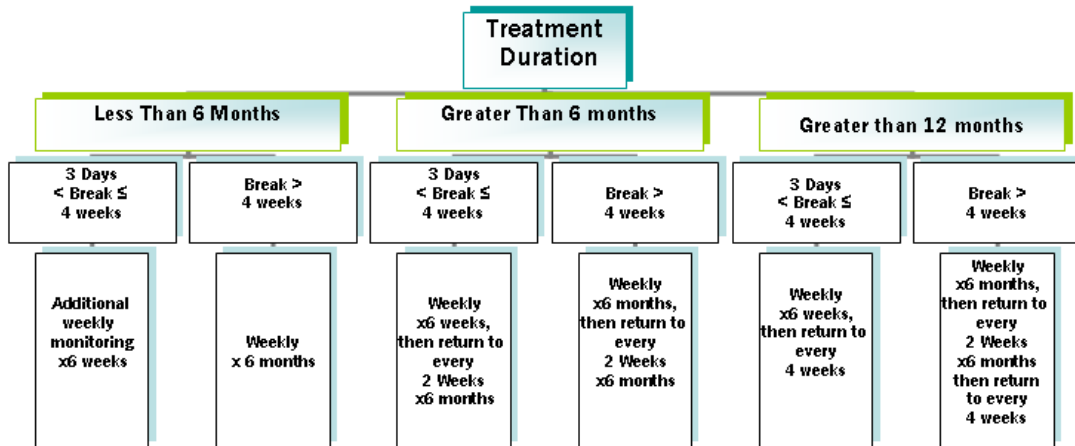 Treatment
Duration
Less Than 6 Months
Greater Than 6 months
Greater than 12 months
3 Days
< Break ≤
4 weeks
Break >
4 weeks
3 Days
< Break ≤
4 weeks
Break >
4 weeks
3 Days
< Break ≤
4 weeks
Break >
4 weeks
Additional
weekly
monitoring
x6 weeks
Weekly
x 6 months
Weekly
x6 weeks,
then return to
every
2 Weeks
x6 months
Weekly
x6 months,
then return to
every
2 Weeks
x6 months
Weekly
x6 weeks,
then return to
every
4 weeks
Weekly
x6 months,
then return to
every
2 Weeks
x6 months
then return
to every
4 weeks